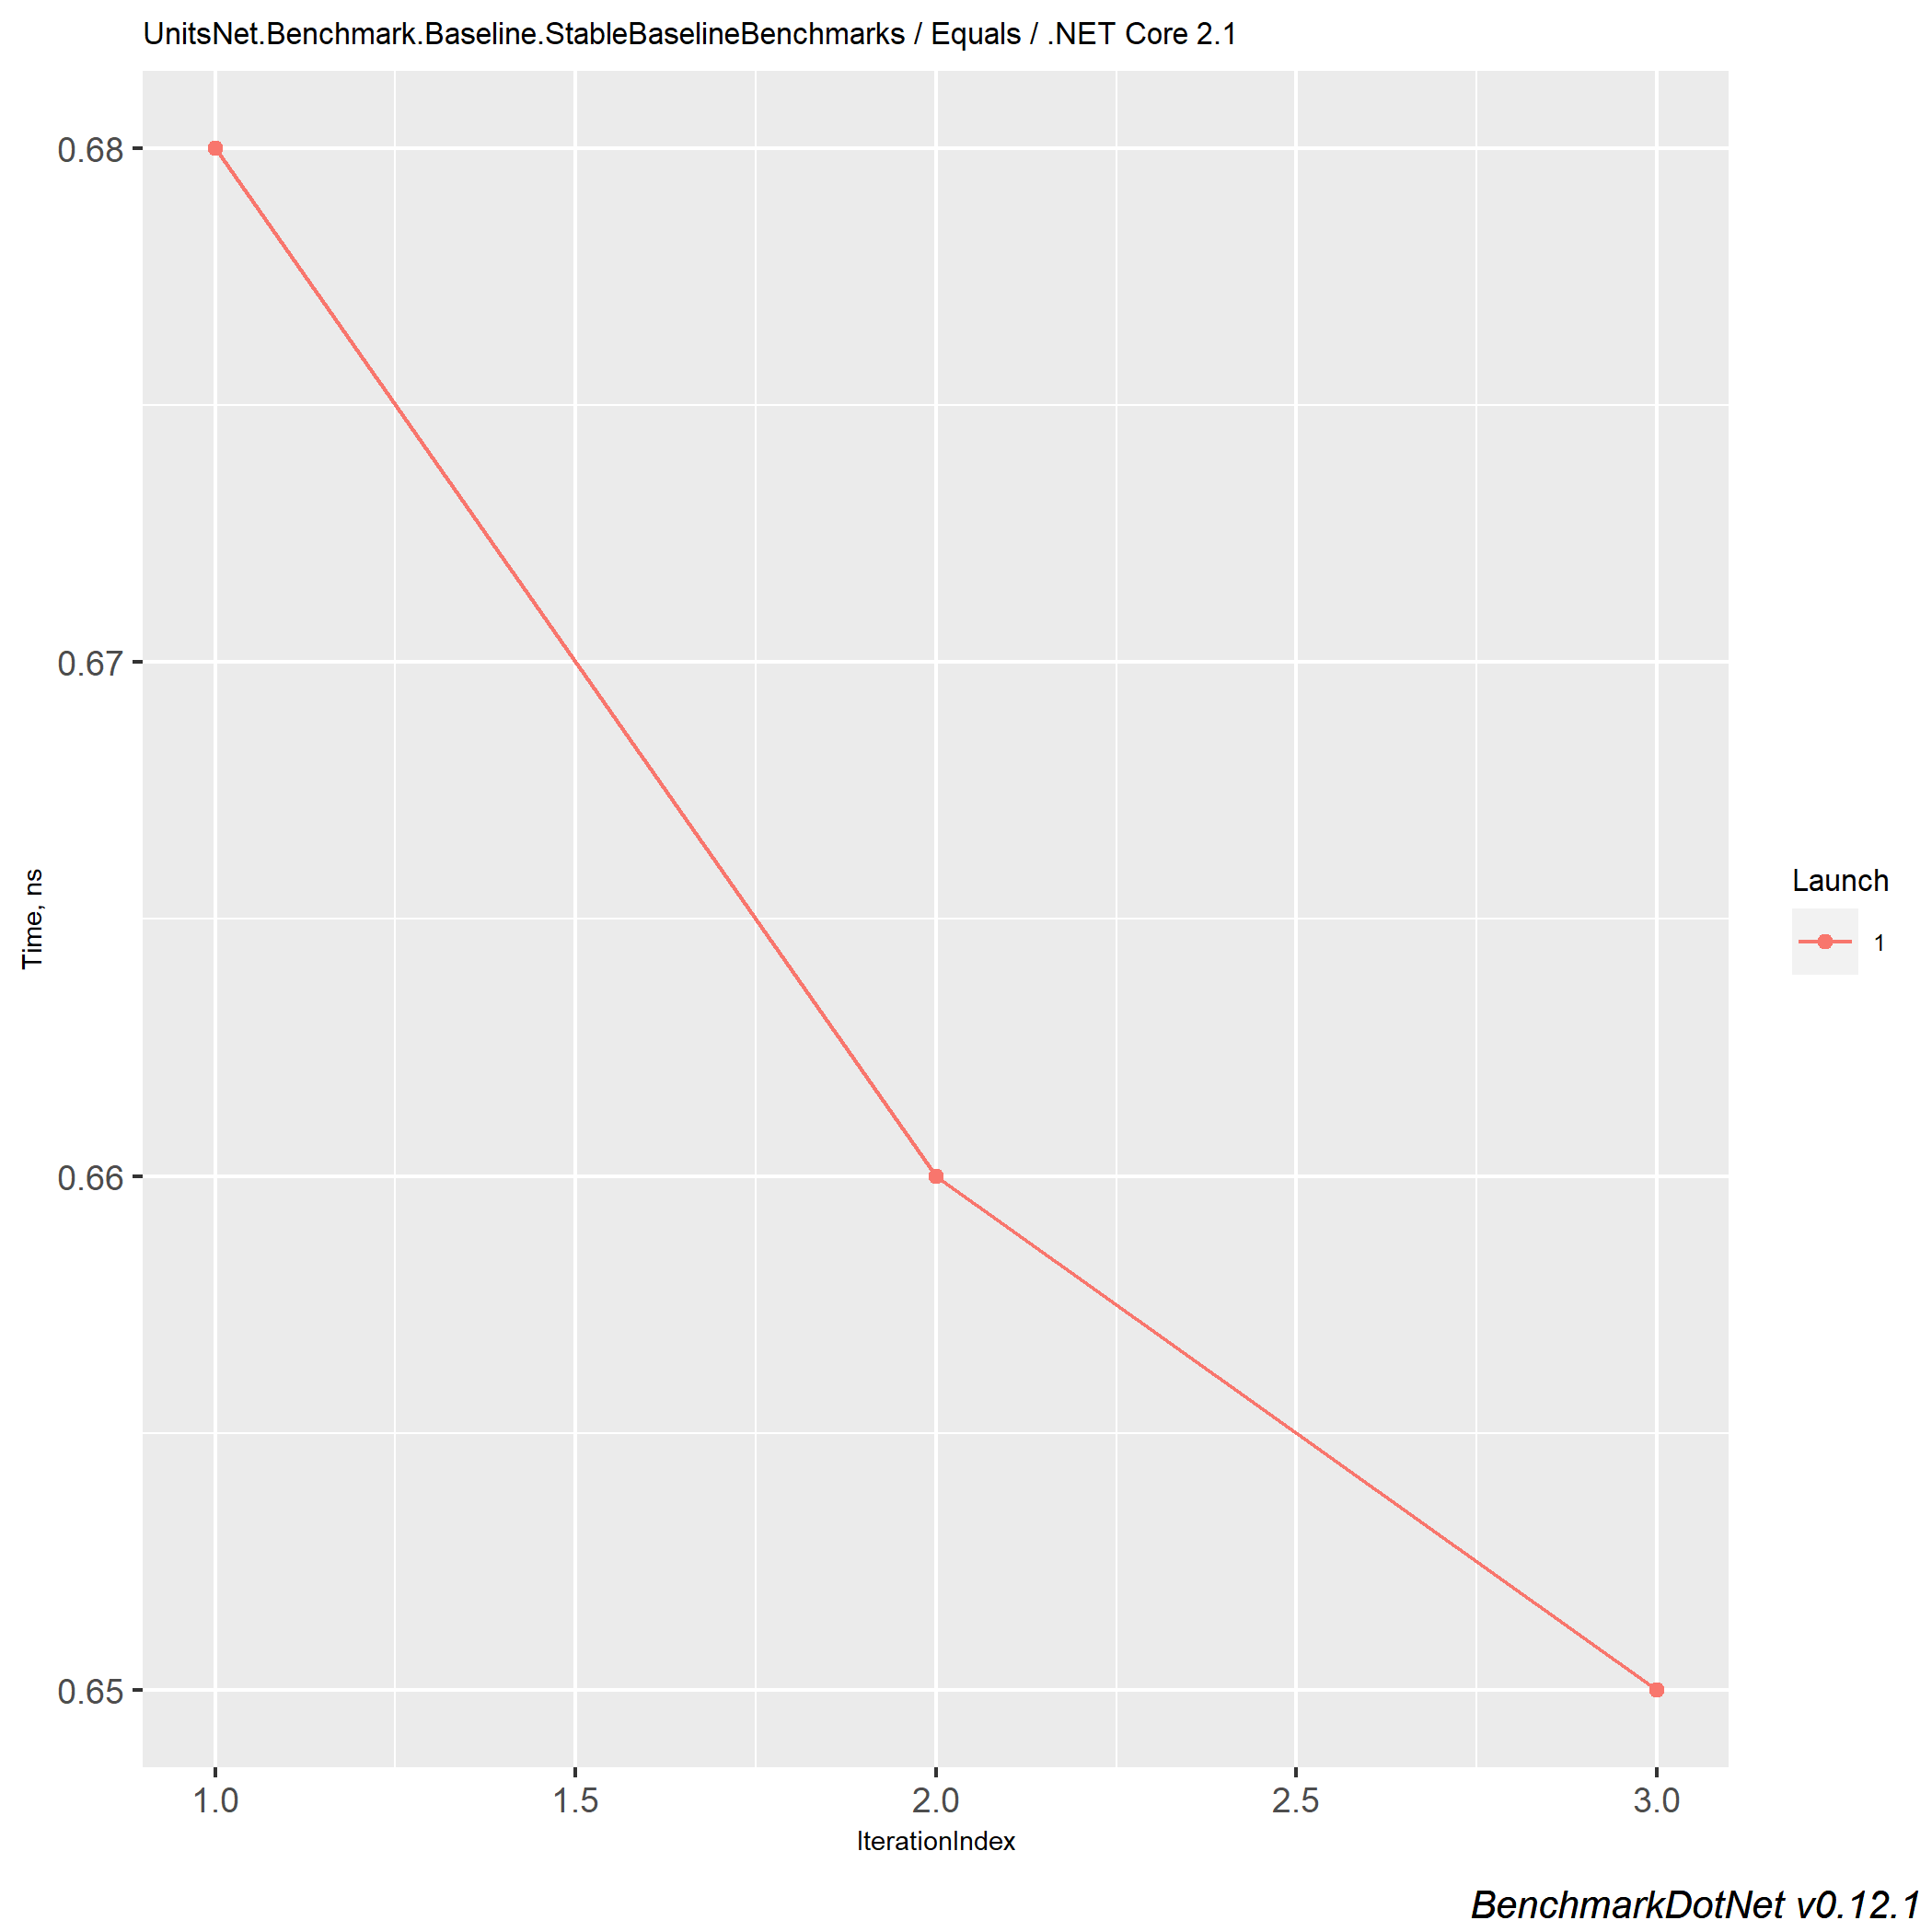 UnitsNet.Benchmark.Baseline.StableBaselineBenchmarks / Equals / .NET Core 2.1
0.68
0.67
0.66
0.65
Time, ns
Launch
1
1.0 1.5 2.0 2.5 3.0
IterationIndex
BenchmarkDotNet v0.12.1